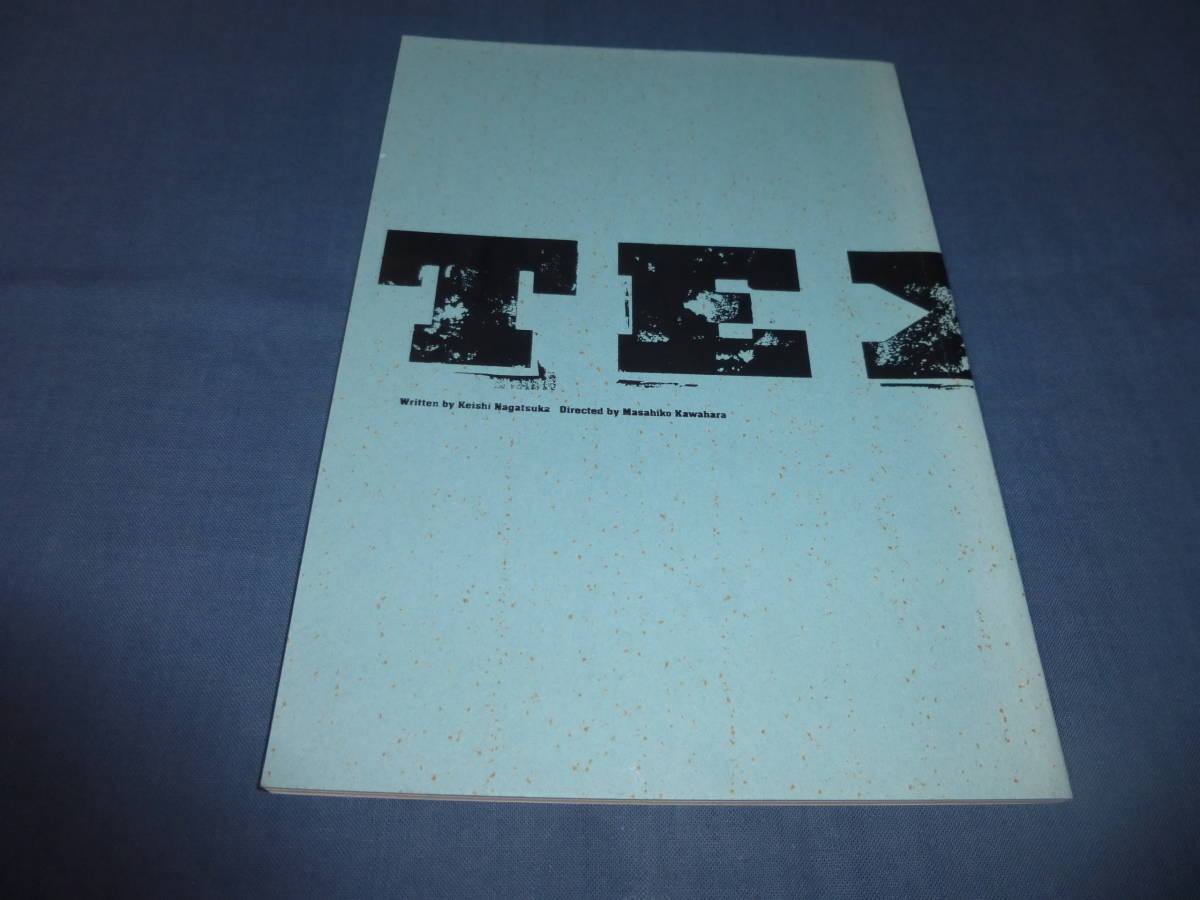 TEX
Written by Keishi Nagatsuka Directed by Masahiko Kawahara